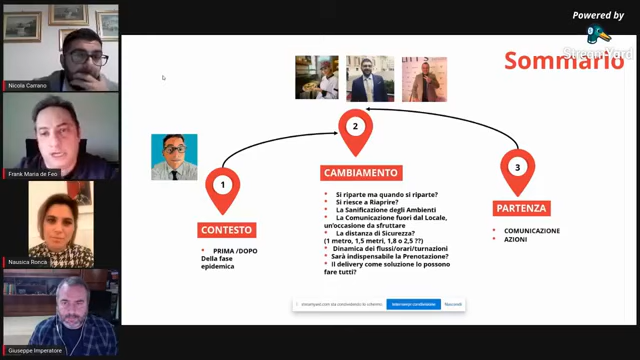 Powered by
StreamYard
Sommario
Nicola Carrano
Frank Maria de Feo
Nausica Ronca
Giuseppe Imperatore
1
CONTESTO
PRIMA /DOPO
Della fase
epidemica
2
CAMBIAMENTO
Si riparte ma quando si riparte?
Si riesce a Riaprire?
La Sanificazione degli Ambienti
La Comunicazione fuori dal Locale,
un'occasione da sfruttare
La distanza di Sicurezza?
(1 metro, 1,5 metri, 1,8 o 2,5 ??)
Dinamica dei flussi/orari/turnazioni
Sarà indispensabile la Prenotazione?
Il delivery come soluzione lo possono
fare tutti?
3
PARTENZA
COMUNICAZIONE
AZIONI
Interrompi condivisione
Nascondi